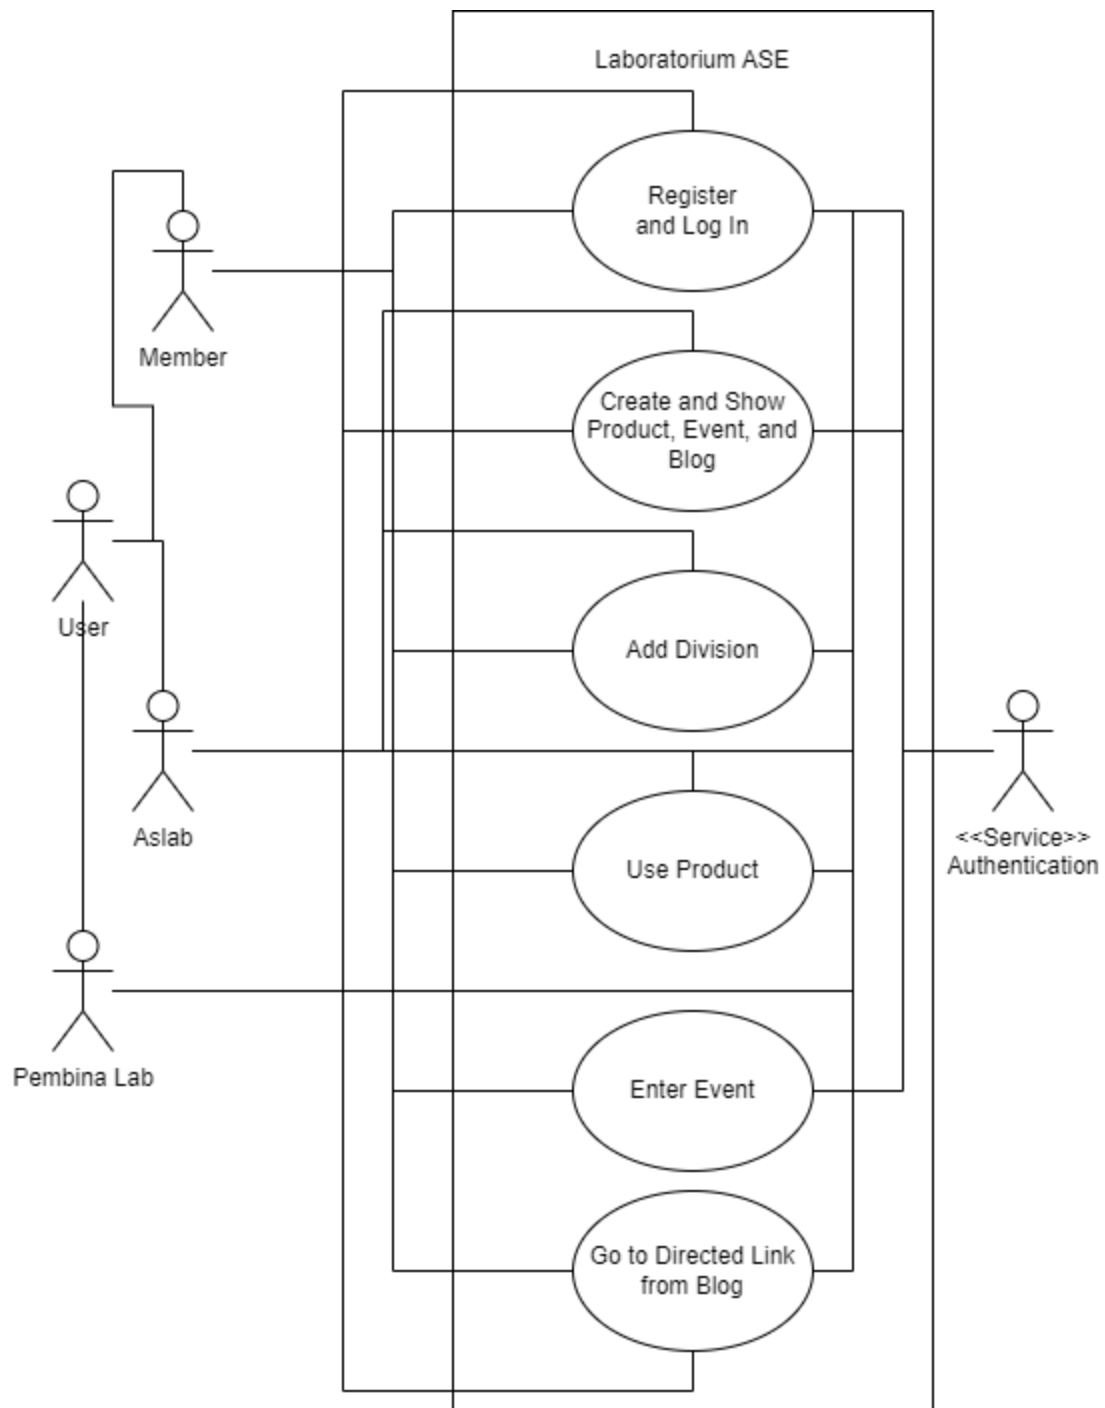 Laboratorium ASE
Register
and Log In
Member
Create and Show
Product, Event, and
Blog
User
Add Division
Aslab
Use Product
<<Service>>
Authentication
Pembina Lab
Enter Event
Go to Directed Link
from Blog